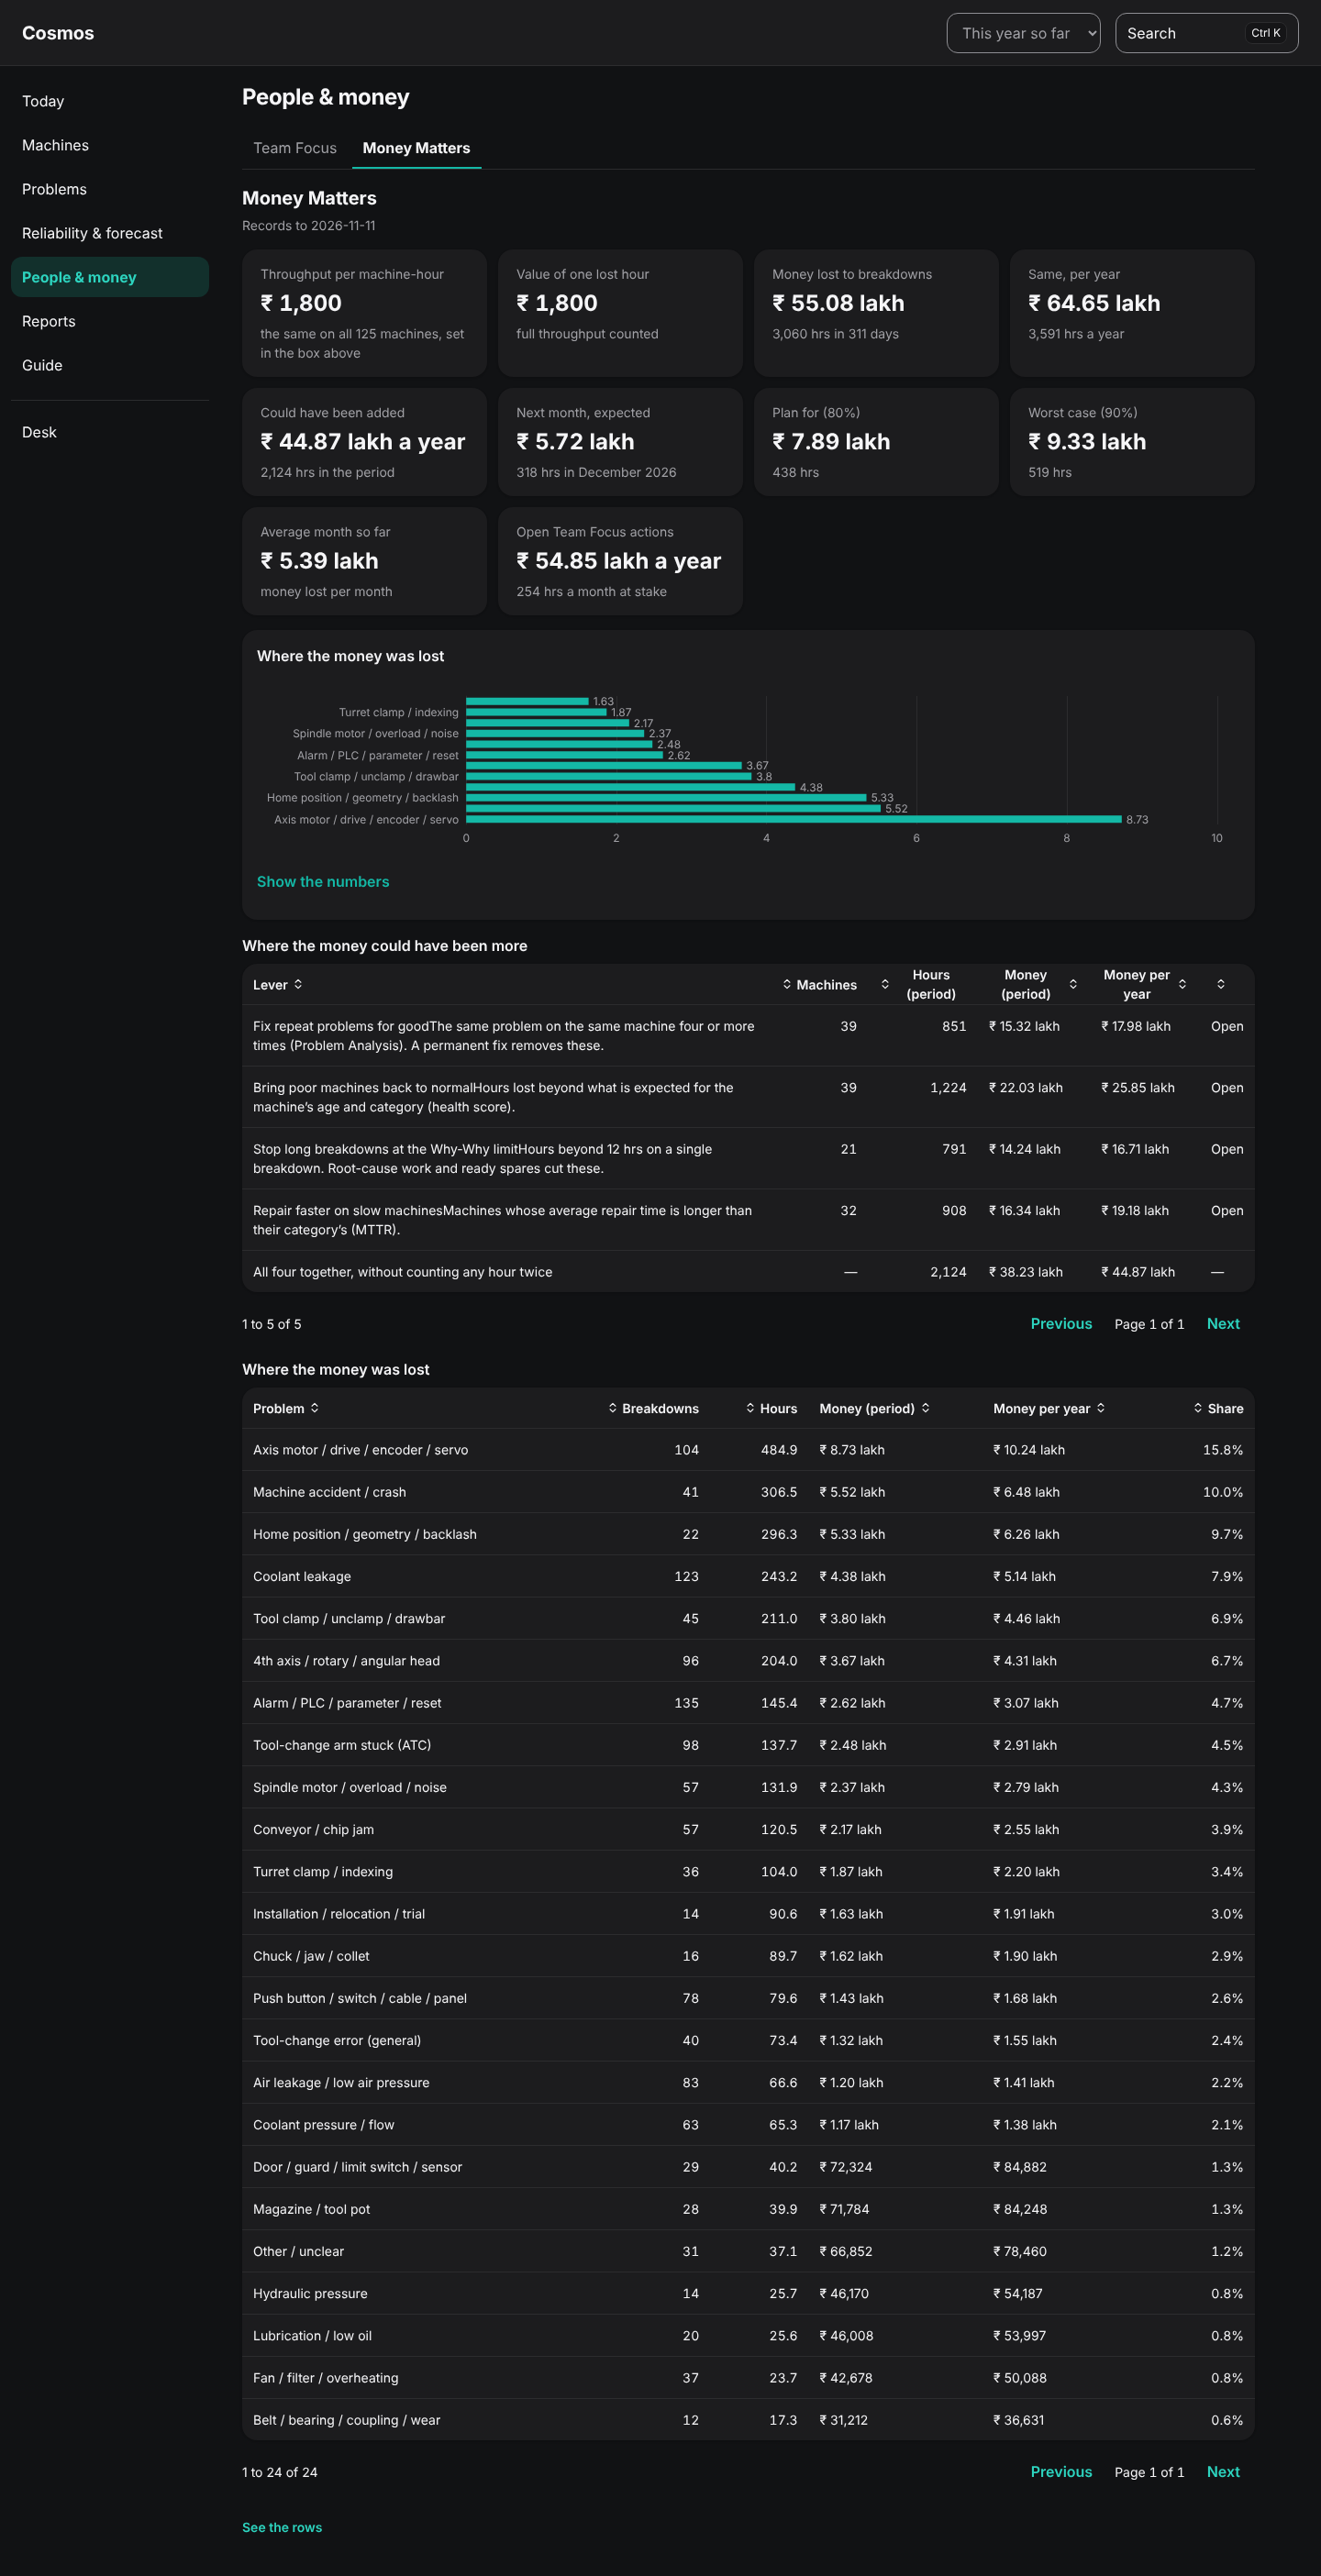 Cosmos
This year so far
Search
Ctrl K
Today
Machines
Problems
Reliability & forecast
People & money
Reports
Guide
Desk
People & money
Team Focus
Money Matters
Money Matters
Records to 2026-11-11
Throughput per machine-hour
₹ 1,800
the same on all 125 machines, set
in the box above
Value of one lost hour
₹ 1,800
full throughput counted
Money lost to breakdowns
₹ 55.08 lakh
3,060 hrs in 311 days
Same, per year
₹ 64.65 lakh
3,591 hrs a year
Could have been added
₹ 44.87 lakh a year
2,124 hrs in the period
Next month, expected
₹ 5.72 lakh
318 hrs in December 2026
Plan for (80%)
₹ 7.89 lakh
438 hrs
Worst case (90%)
₹ 9.33 lakh
519 hrs
Average month so far
₹ 5.39 lakh
money lost per month
Open Team Focus actions
₹ 54.85 lakh a year
254 hrs a month at stake
Where the money was lost
1.63
Turret clamp / indexing 1.87
2.17
Spindle motor / overload / noise 2.37
2.48
Alarm / PLC / parameter / reset 2.62
3.67
Tool clamp / unclamp / drawbar 3.8
4.38
Home position / geometry / backlash 5.33
5.52
Axis motor / drive / encoder / servo 8.73
0 2 4 6 8 10
Show the numbers
Where the money could have been more
Lever Machines Hours (period) Money (period) Money per year
Fix repeat problems for goodThe same problem on the same machine four or more
times (Problem Analysis). A permanent fix removes these.
39 851 ₹ 15.32 lakh ₹ 17.98 lakh Open
Bring poor machines back to normalHours lost beyond what is expected for the
machine’s age and category (health score).
39 1,224 ₹ 22.03 lakh ₹ 25.85 lakh Open
Stop long breakdowns at the Why-Why limitHours beyond 12 hrs on a single
breakdown. Root-cause work and ready spares cut these.
21 791 ₹ 14.24 lakh ₹ 16.71 lakh Open
Repair faster on slow machinesMachines whose average repair time is longer than
their category’s (MTTR).
32 908 ₹ 16.34 lakh ₹ 19.18 lakh Open
All four together, without counting any hour twice — 2,124 ₹ 38.23 lakh ₹ 44.87 lakh —
1 to 5 of 5 Previous Page 1 of 1 Next
Where the money was lost
Problem Breakdowns Hours Money (period) Money per year Share
Axis motor / drive / encoder / servo 104 484.9 ₹ 8.73 lakh ₹ 10.24 lakh 15.8%
Machine accident / crash 41 306.5 ₹ 5.52 lakh ₹ 6.48 lakh 10.0%
Home position / geometry / backlash 22 296.3 ₹ 5.33 lakh ₹ 6.26 lakh 9.7%
Coolant leakage 123 243.2 ₹ 4.38 lakh ₹ 5.14 lakh 7.9%
Tool clamp / unclamp / drawbar 45 211.0 ₹ 3.80 lakh ₹ 4.46 lakh 6.9%
4th axis / rotary / angular head 96 204.0 ₹ 3.67 lakh ₹ 4.31 lakh 6.7%
Alarm / PLC / parameter / reset 135 145.4 ₹ 2.62 lakh ₹ 3.07 lakh 4.7%
Tool-change arm stuck (ATC) 98 137.7 ₹ 2.48 lakh ₹ 2.91 lakh 4.5%
Spindle motor / overload / noise 57 131.9 ₹ 2.37 lakh ₹ 2.79 lakh 4.3%
Conveyor / chip jam 57 120.5 ₹ 2.17 lakh ₹ 2.55 lakh 3.9%
Turret clamp / indexing 36 104.0 ₹ 1.87 lakh ₹ 2.20 lakh 3.4%
Installation / relocation / trial 14 90.6 ₹ 1.63 lakh ₹ 1.91 lakh 3.0%
Chuck / jaw / collet 16 89.7 ₹ 1.62 lakh ₹ 1.90 lakh 2.9%
Push button / switch / cable / panel 78 79.6 ₹ 1.43 lakh ₹ 1.68 lakh 2.6%
Tool-change error (general) 40 73.4 ₹ 1.32 lakh ₹ 1.55 lakh 2.4%
Air leakage / low air pressure 83 66.6 ₹ 1.20 lakh ₹ 1.41 lakh 2.2%
Coolant pressure / flow 63 65.3 ₹ 1.17 lakh ₹ 1.38 lakh 2.1%
Door / guard / limit switch / sensor 29 40.2 ₹ 72,324 ₹ 84,882 1.3%
Magazine / tool pot 28 39.9 ₹ 71,784 ₹ 84,248 1.3%
Other / unclear 31 37.1 ₹ 66,852 ₹ 78,460 1.2%
Hydraulic pressure 14 25.7 ₹ 46,170 ₹ 54,187 0.8%
Lubrication / low oil 20 25.6 ₹ 46,008 ₹ 53,997 0.8%
Fan / filter / overheating 37 23.7 ₹ 42,678 ₹ 50,088 0.8%
Belt / bearing / coupling / wear 12 17.3 ₹ 31,212 ₹ 36,631 0.6%
1 to 24 of 24 Previous Page 1 of 1 Next
See the rows